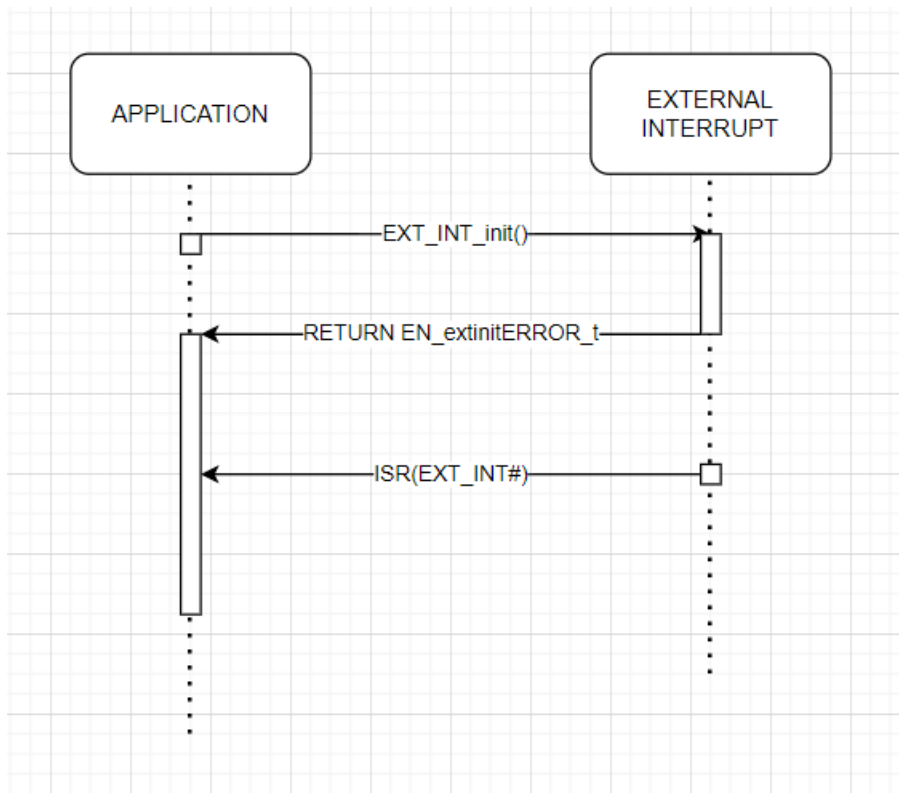 APPLICATION
EXTERNAL
INTERRUPT
EXT_INT_init()
RETURN EN_extinitERROR_t
ISR(EXT_INT#)